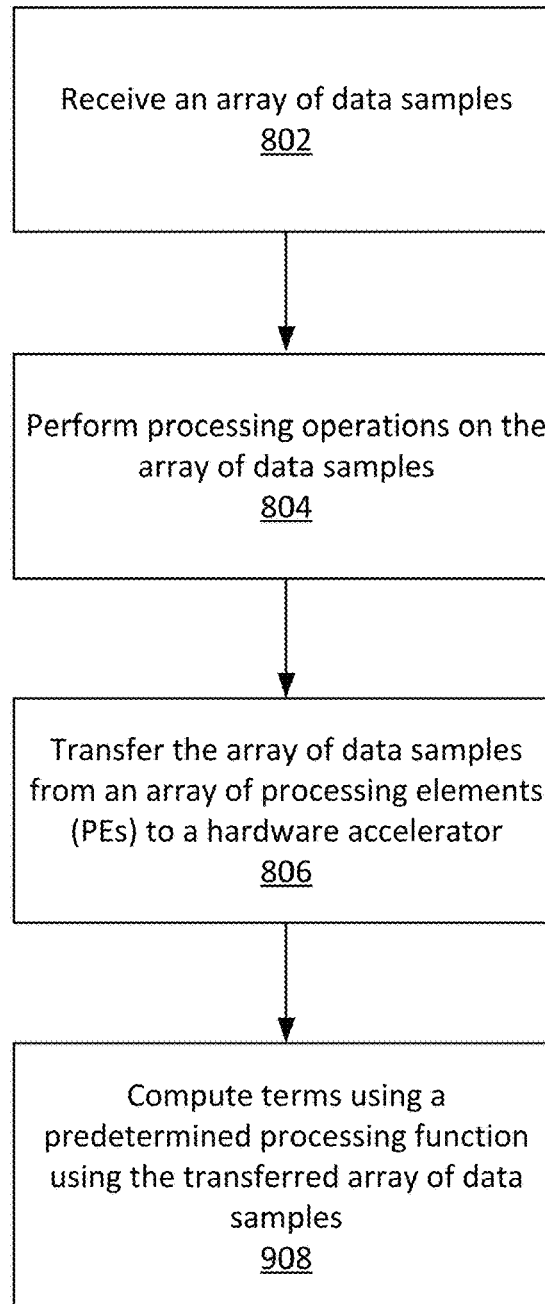 Receive an array of data samples
802
Perform processing operations on the
array of data samples
804
Transfer the array of data samples
from an array of processing elements
(PEs) to a hardware accelerator
806
Compute terms using a
predetermined processing function
using the transferred array of data
samples
908